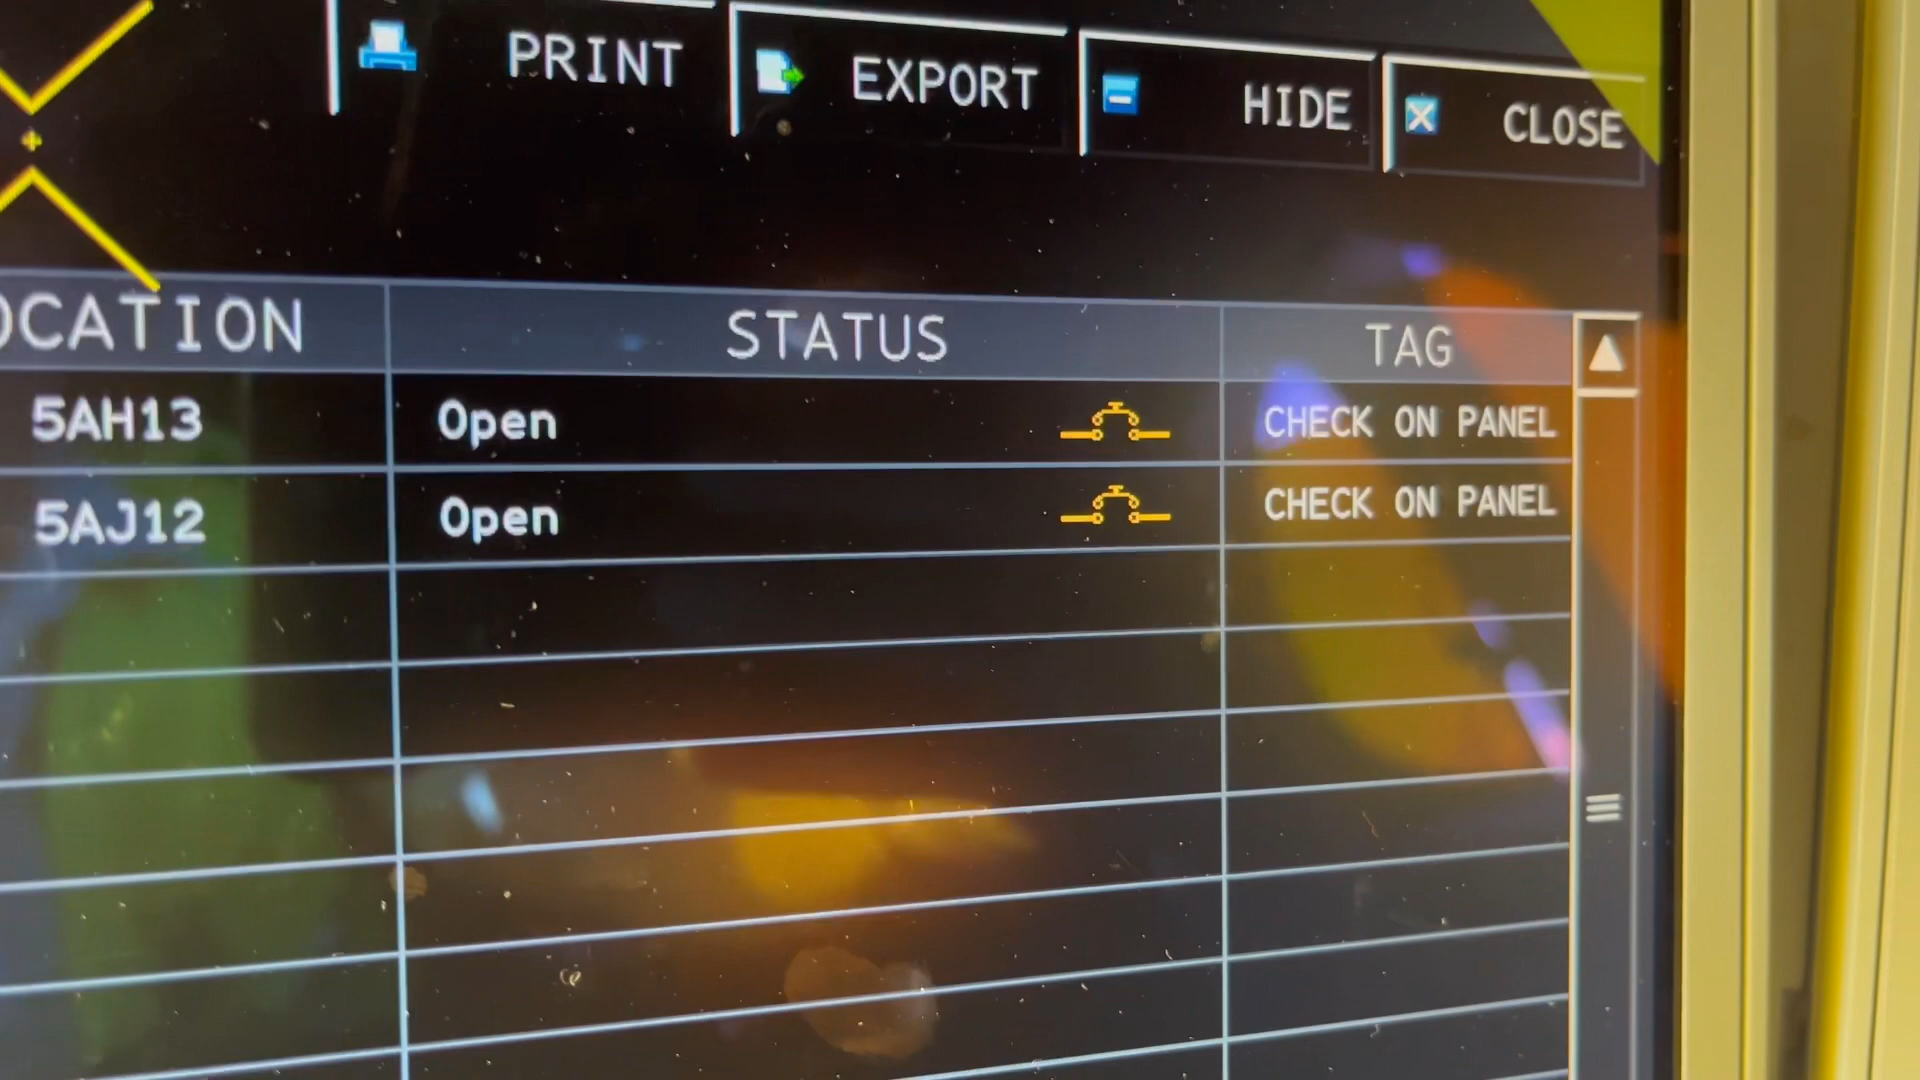 PRINT EXPORT HIDE CLOSE
OCATION STATUS TAG
5AH13 Open CHECK ON PANEL
5AJ12 Open CHECK ON PANEL